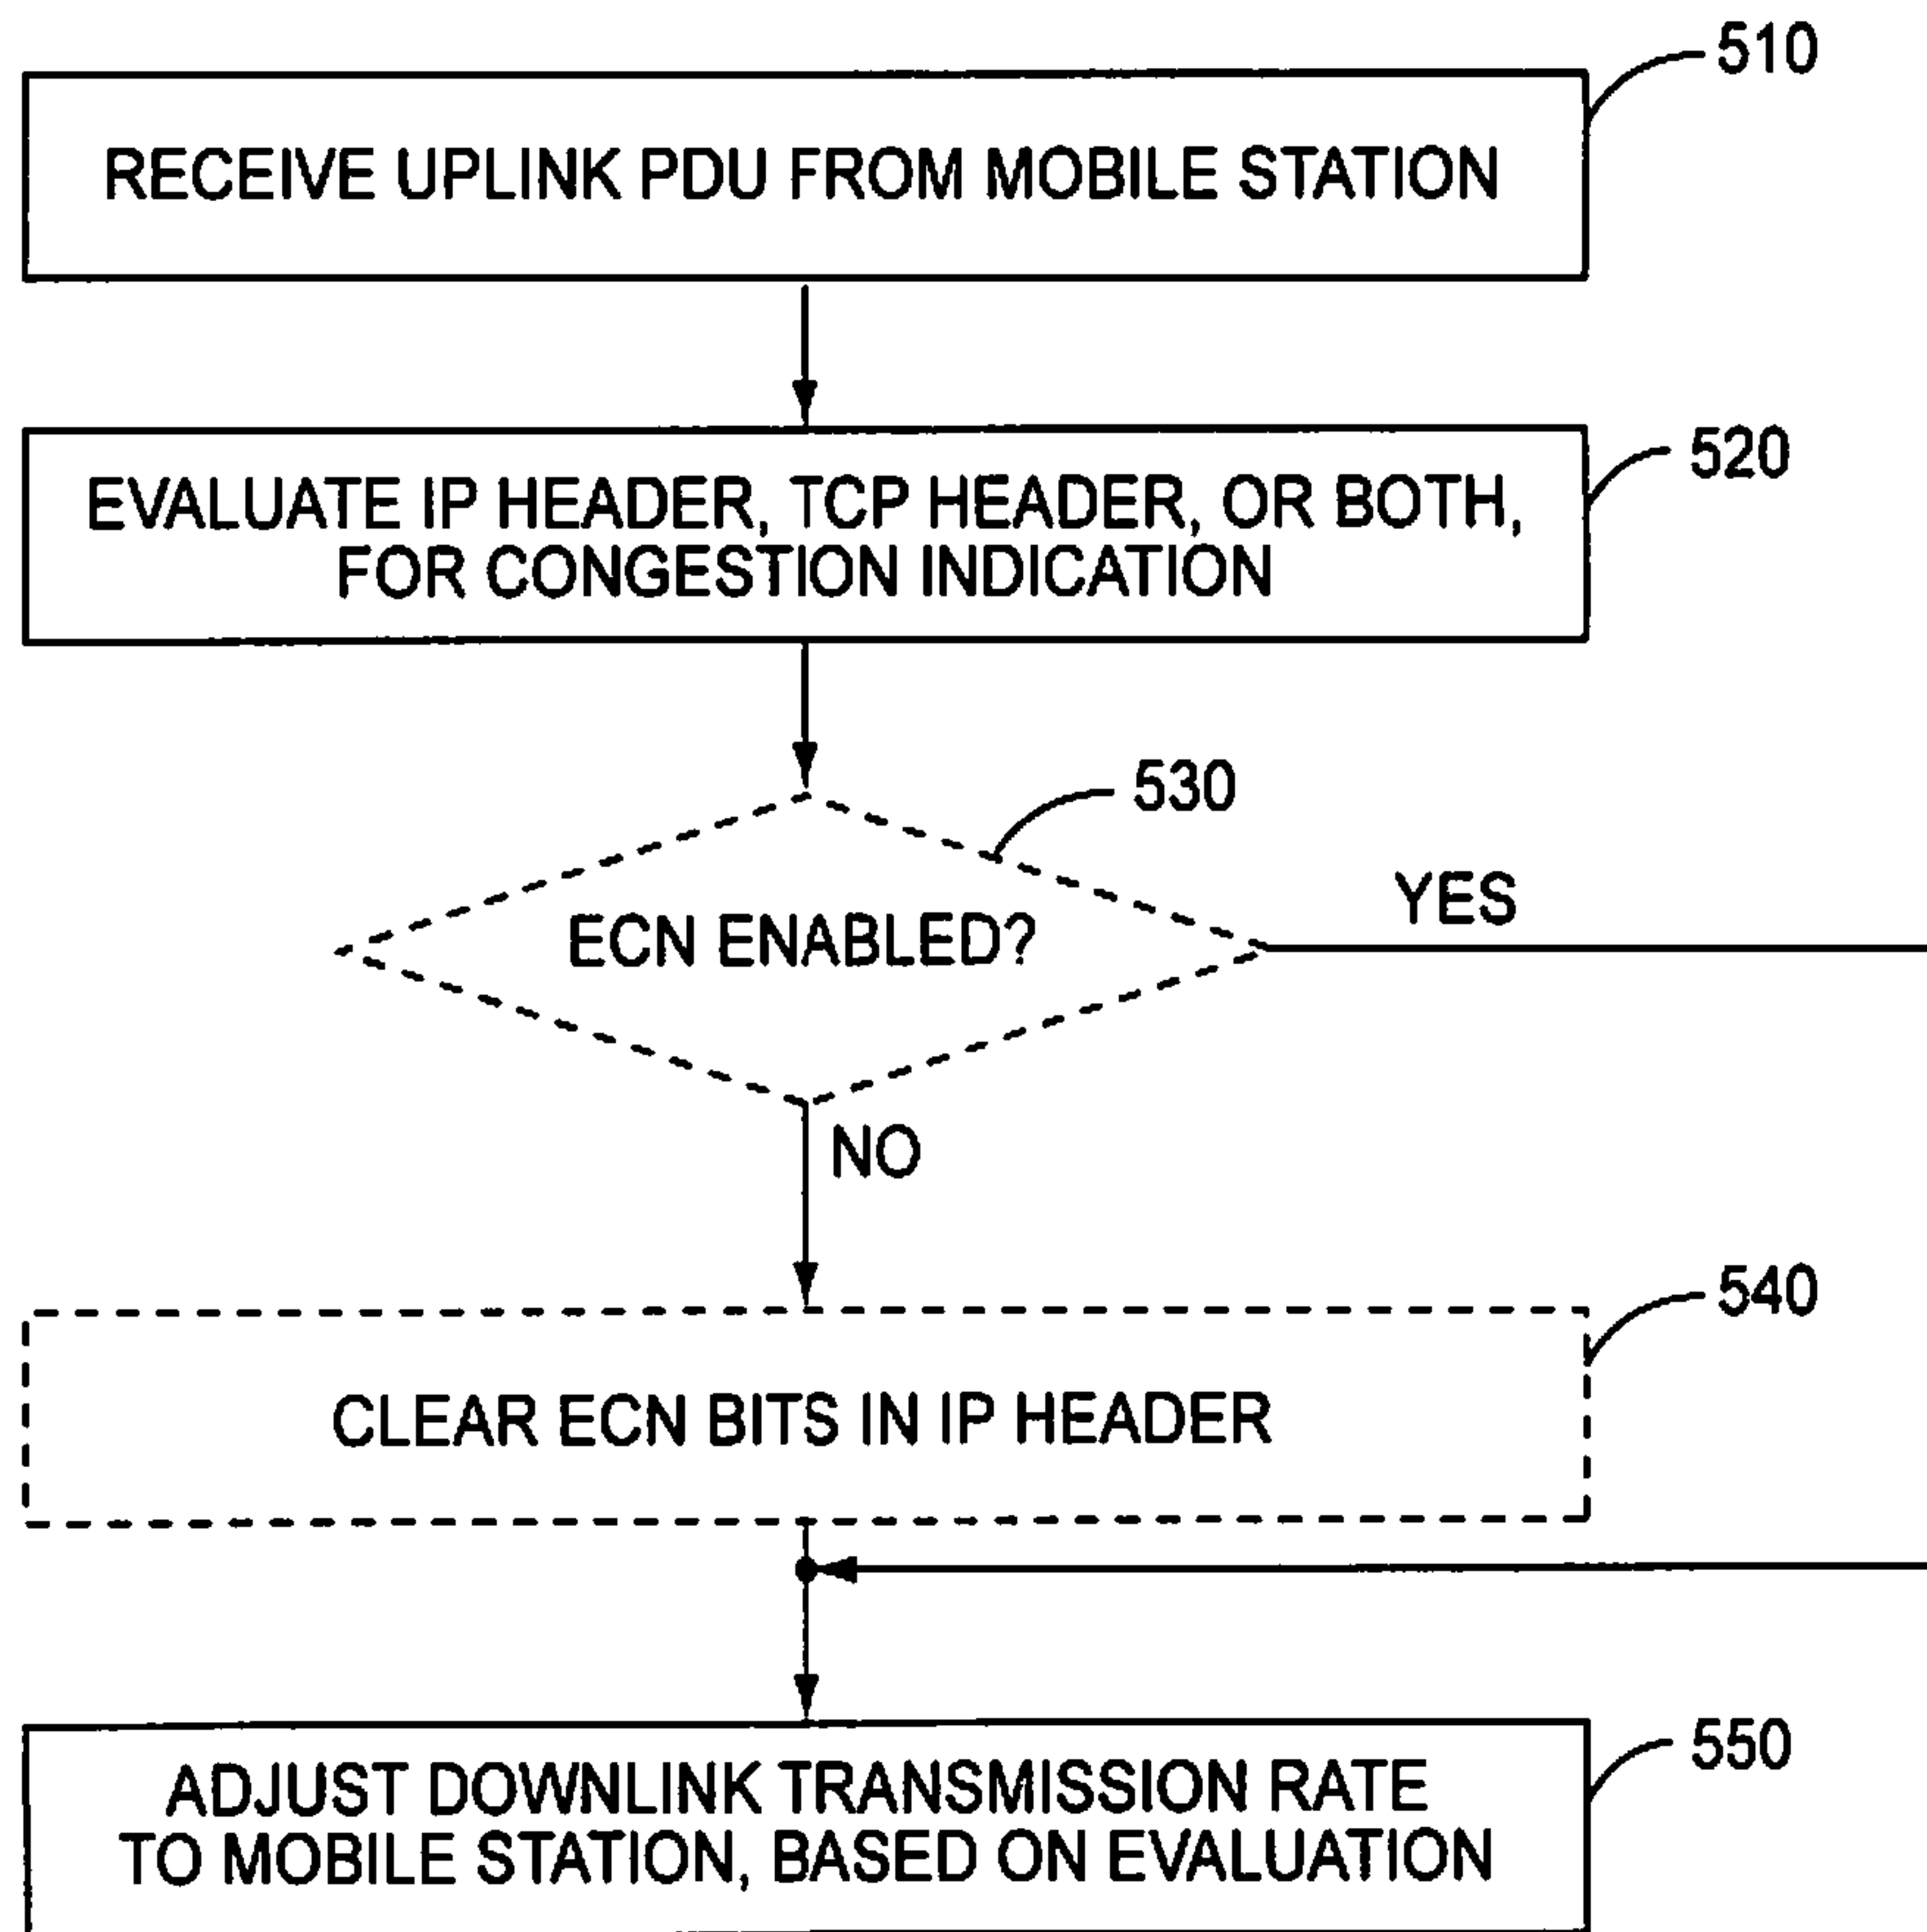 510
RECEIVE UPLINK PDU FROM MOBILE STATION
520
EVALUATE IP HEADER, TCP HEADER, OR BOTH,
FOR CONGESTION INDICATION
530
ECN ENABLED?
YES
NO
540
CLEAR ECN BITS IN IP HEADER
550
ADJUST DOWNLINK TRANSMISSION RATE
TO MOBILE STATION, BASED ON EVALUATION